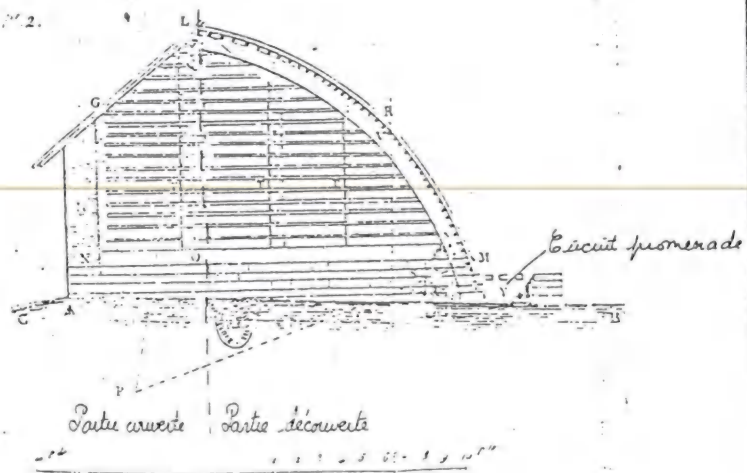 N° 2.
L
G
R
N O M
Circuit promenade
Y
C A B
P
Partie couverte Partie découverte